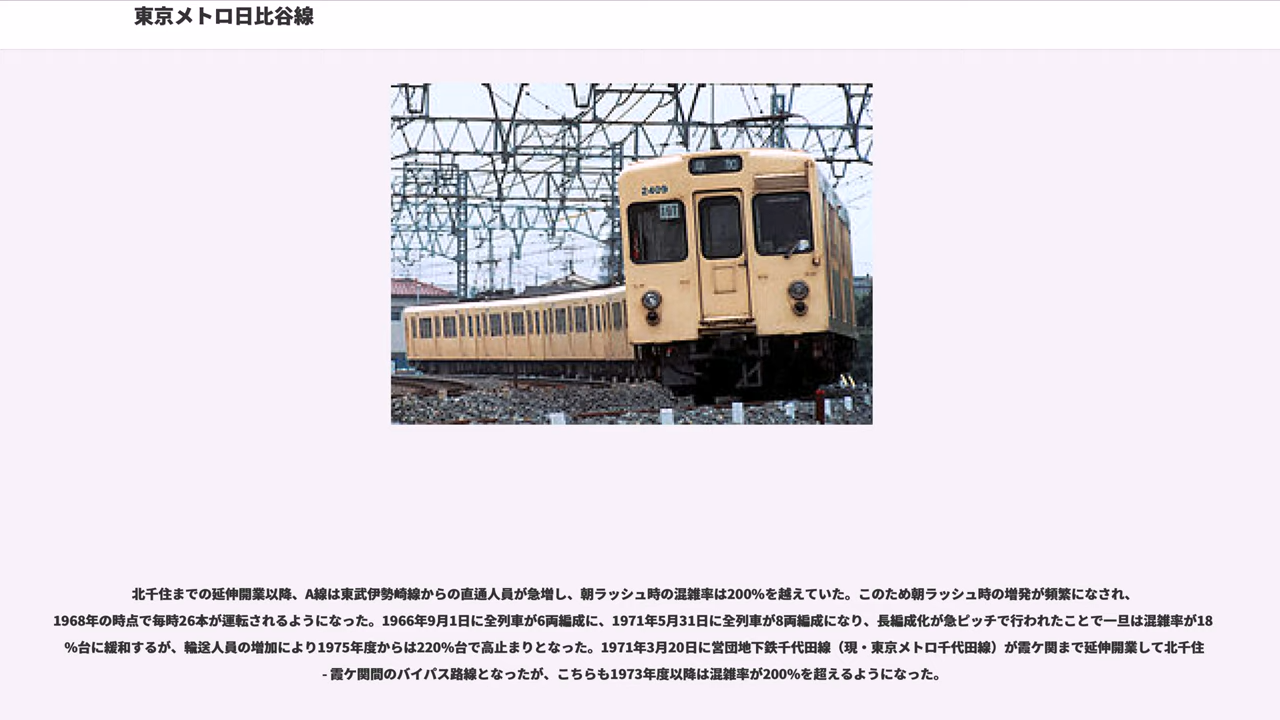 東京メトロ日比谷線
2409
北千住までの延伸開業以降、A線は東武伊勢崎線からの直通人員が急増し、朝ラッシュ時の混雑率は200%を越えていた。このため朝ラッシュ時の増発が頻繁になされ、
1968年の時点で毎時26本が運転されるようになった。1966年9月1日に全列車が6両編成に、1971年5月31日に全列車が8両編成になり、長編成化が急ピッチで行われたことで一旦は混雑率が18
%台に緩和するが、輸送人員の増加により1975年度からは220%台で高止まりとなった。1971年3月20日に営団地下鉄千代田線（現・東京メトロ千代田線）が霞ケ関まで延伸開業して北千住
- 霞ケ関間のバイパス路線となったが、こちらも1973年度以降は混雑率が200%を超えるようになった。